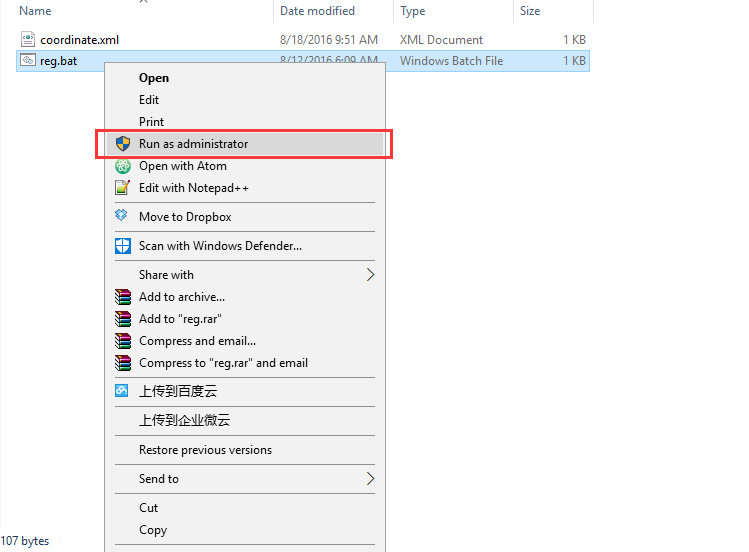 Name Date modified Type Size
coordinate.xml 8/18/2016 9:51 AM XML Document 1 KB
reg.bat 8/12/2016 6:09 AM Windows Batch File 1 KB
Open
Edit
Print
Run as administrator
Open with Atom
Edit with Notepad++
Move to Dropbox
Scan with Windows Defender...
Share with
Add to archive...
Add to "reg.rar"
Compress and email...
Compress to "reg.rar" and email
上传到百度云
上传到企业微云
Restore previous versions
Send to
Cut
Copy
107 bytes